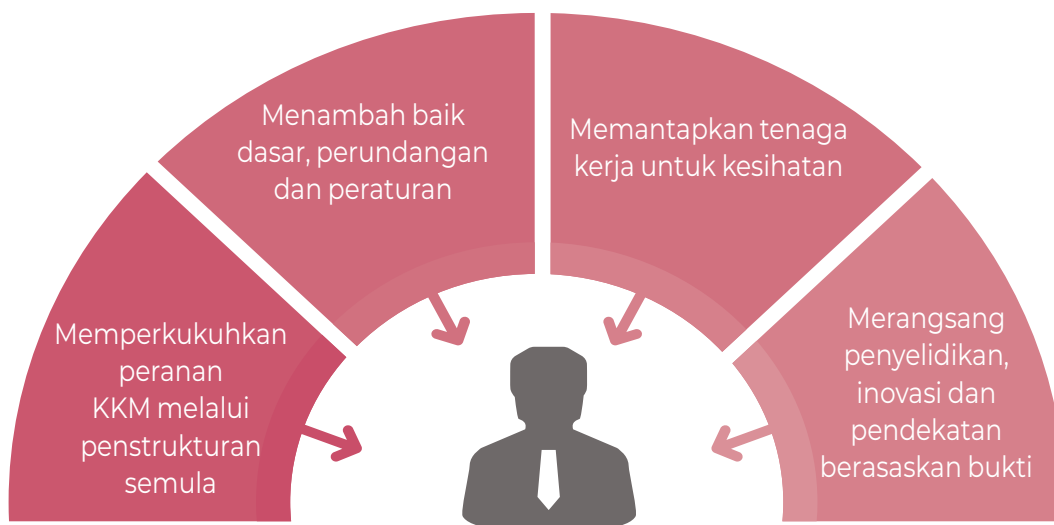 Memperkukuhkan
peranan
KKM melalui
penstrukturan
semula
Menambah baik
dasar, perundangan
dan peraturan
Memantapkan tenaga
kerja untuk kesihatan
Merangsang
penyelidikan,
inovasi dan
pendekatan
berasaskan bukti